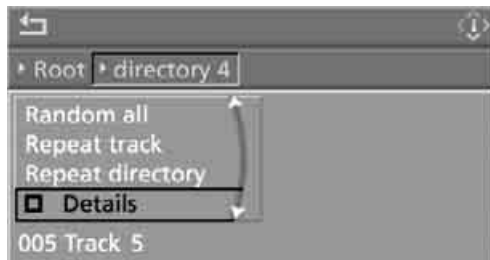 Root directory 4
Random all
Repeat track
Repeat directory
Details
005 Track 5